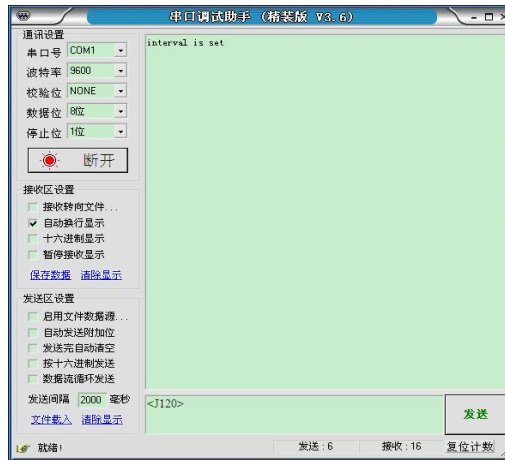 串口调试助手 (精装版 V3.6)
通讯设置
串口号 COM1
波特率 9600
校验位 NONE
数据位 8位
停止位 1位
断开
接收区设置
接收转向文件...
自动换行显示
十六进制显示
暂停接收显示
保存数据 清除显示
发送区设置
启用文件数据源...
自动发送附加位
发送完自动清空
按十六进制发送
数据流循环发送
发送间隔 2000 毫秒
文件载入 清除显示
interval is set
<J120>
发送
就绪!
发送:6
接收:16
复位计数